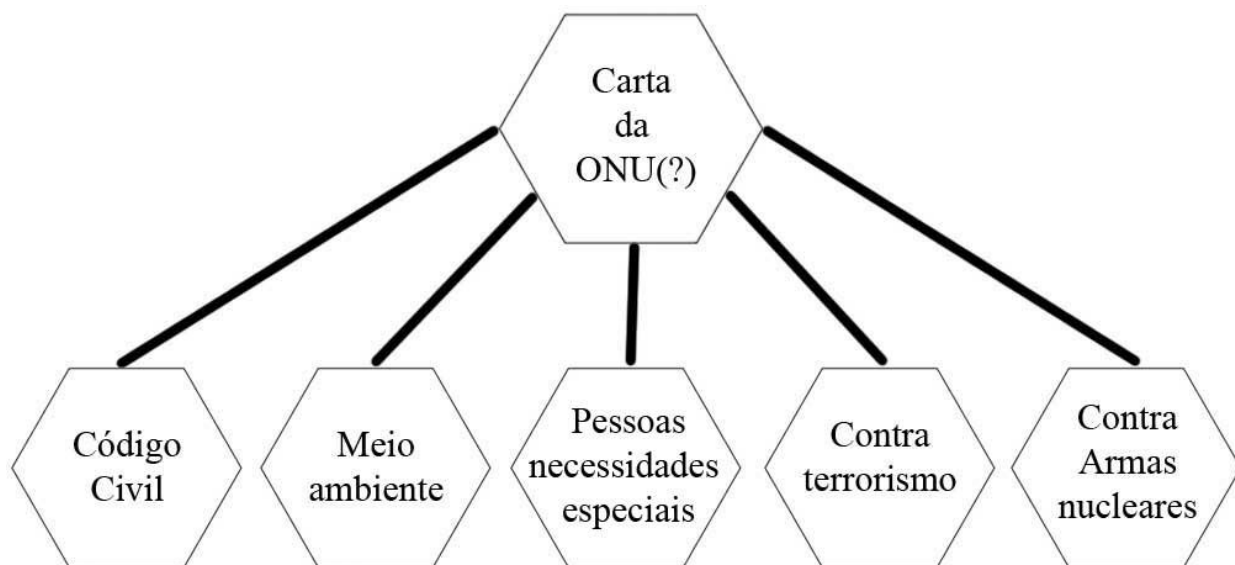 Carta
da
ONU(?)
Código
Civil
Meio
ambiente
Pessoas
necessidades
especiais
Contra
terrorismo
Contra
Armas
nucleares